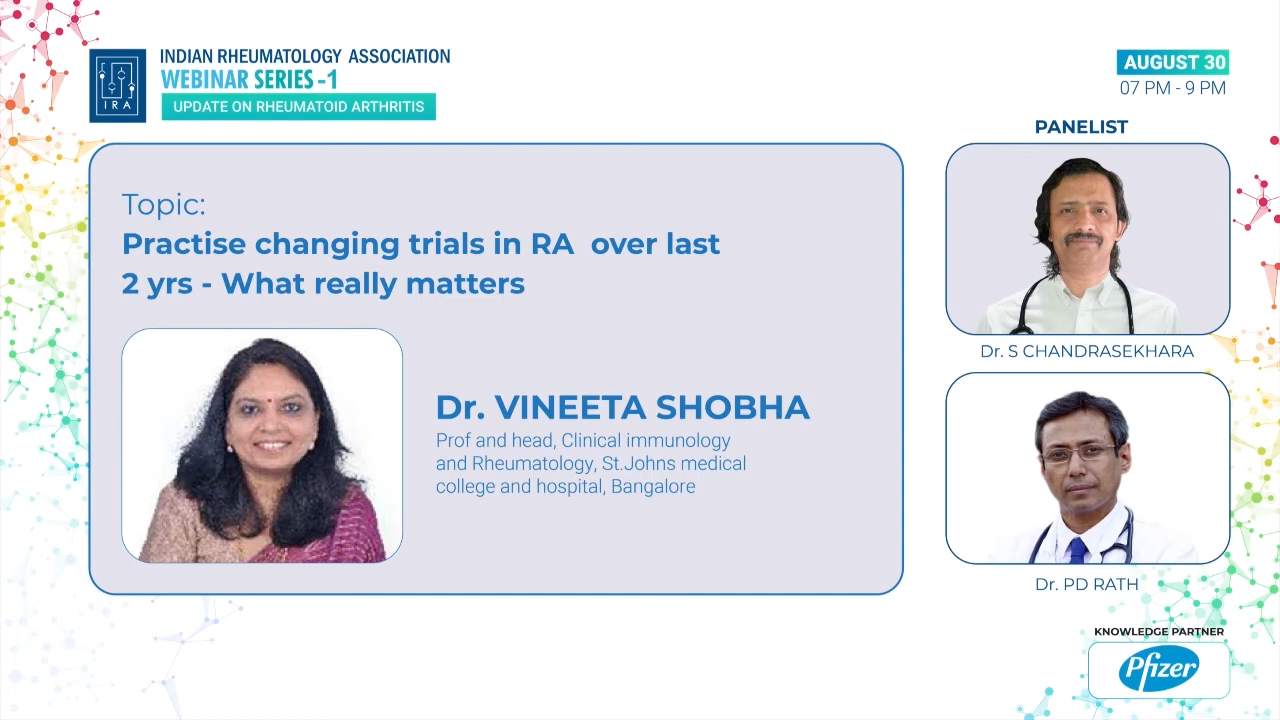 IRA
INDIAN RHEUMATOLOGY ASSOCIATION
WEBINAR SERIES -1
UPDATE ON RHEUMATOID ARTHRITIS
AUGUST 30
07 PM - 9 PM
Topic:
Practise changing trials in RA over last
2 yrs - What really matters
Dr. VINEETA SHOBHA
Prof and head, Clinical immunology
and Rheumatology, St.Johns medical
college and hospital, Bangalore
PANELIST
Dr. S CHANDRASEKHARA
Dr. PD RATH
KNOWLEDGE PARTNER
Pfizer